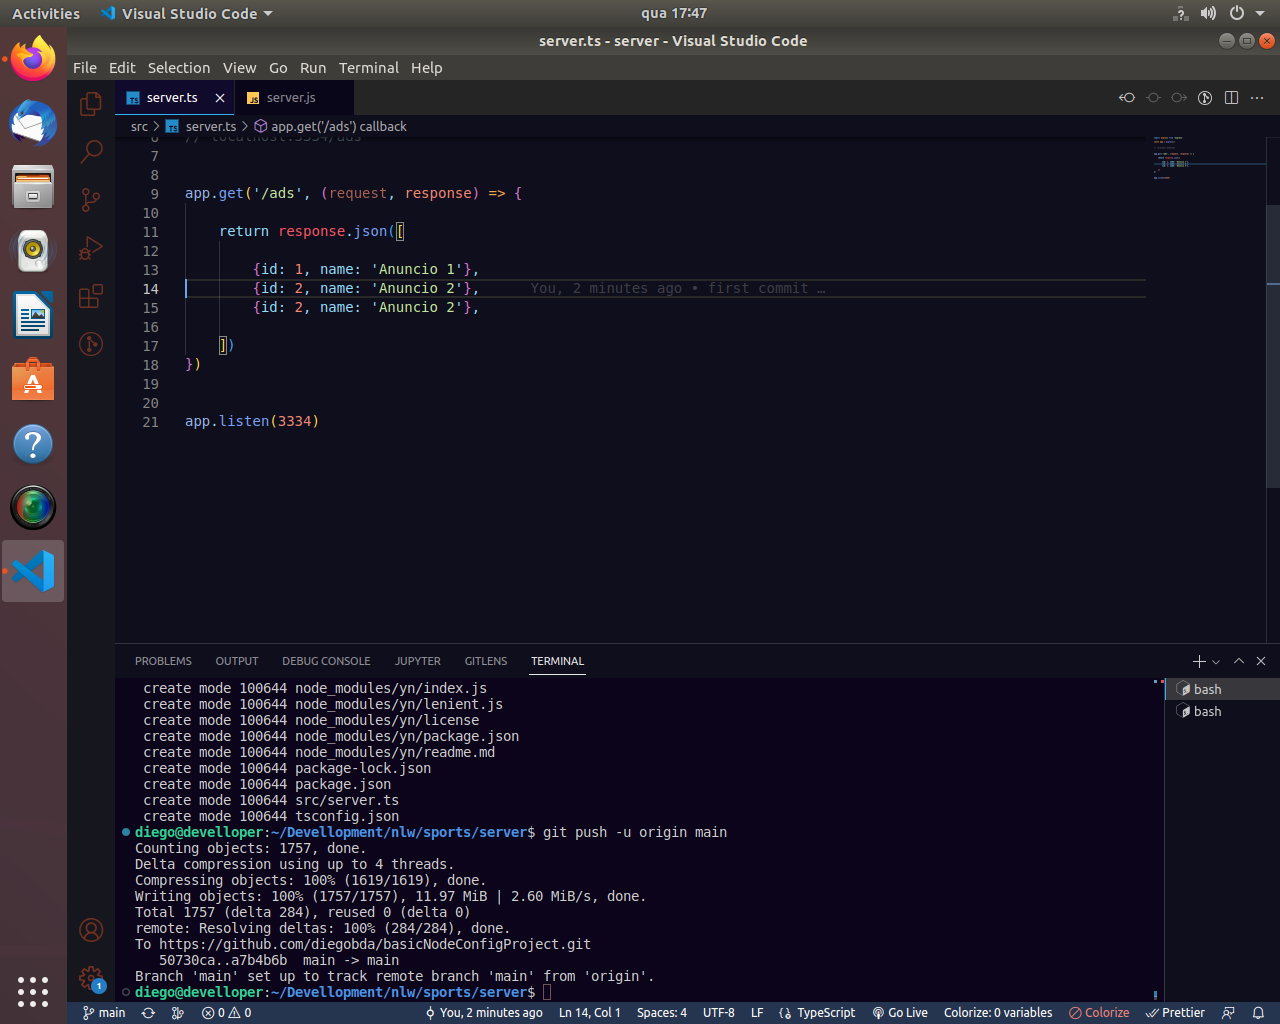 Activities Visual Studio Code qua 17:47
server.ts - server - Visual Studio Code
File Edit Selection View Go Run Terminal Help
TS server.ts JS server.js
src TS server.ts app.get('/ads') callback
6 // localhost:3334/ads
7
8
9 app.get('/ads', (request, response) => {
10
11 return response.json([
12
13 {id: 1, name: 'Anuncio 1'},
14 {id: 2, name: 'Anuncio 2'}, You, 2 minutes ago • first commit …
15 {id: 2, name: 'Anuncio 2'},
16
17 ])
18 })
19
20
21 app.listen(3334)
PROBLEMS OUTPUT DEBUG CONSOLE JUPYTER GITLENS TERMINAL
bash
bash
create mode 100644 node_modules/yn/index.js
create mode 100644 node_modules/yn/lenient.js
create mode 100644 node_modules/yn/license
create mode 100644 node_modules/yn/package.json
create mode 100644 node_modules/yn/readme.md
create mode 100644 package-lock.json
create mode 100644 package.json
create mode 100644 src/server.ts
create mode 100644 tsconfig.json
diego@develloper:~/Devellopment/nlw/sports/server$ git push -u origin main
Counting objects: 1757, done.
Delta compression using up to 4 threads.
Compressing objects: 100% (1619/1619), done.
Writing objects: 100% (1757/1757), 11.97 MiB | 2.60 MiB/s, done.
Total 1757 (delta 284), reused 0 (delta 0)
remote: Resolving deltas: 100% (284/284), done.
To https://github.com/diegobda/basicNodeConfigProject.git
50730ca..a7b4b6b main -> main
Branch 'main' set up to track remote branch 'main' from 'origin'.
diego@develloper:~/Devellopment/nlw/sports/server$
1
main 0 0 You, 2 minutes ago Ln 14, Col 1 Spaces: 4 UTF-8 LF TypeScript Go Live Colorize: 0 variables Colorize Prettier